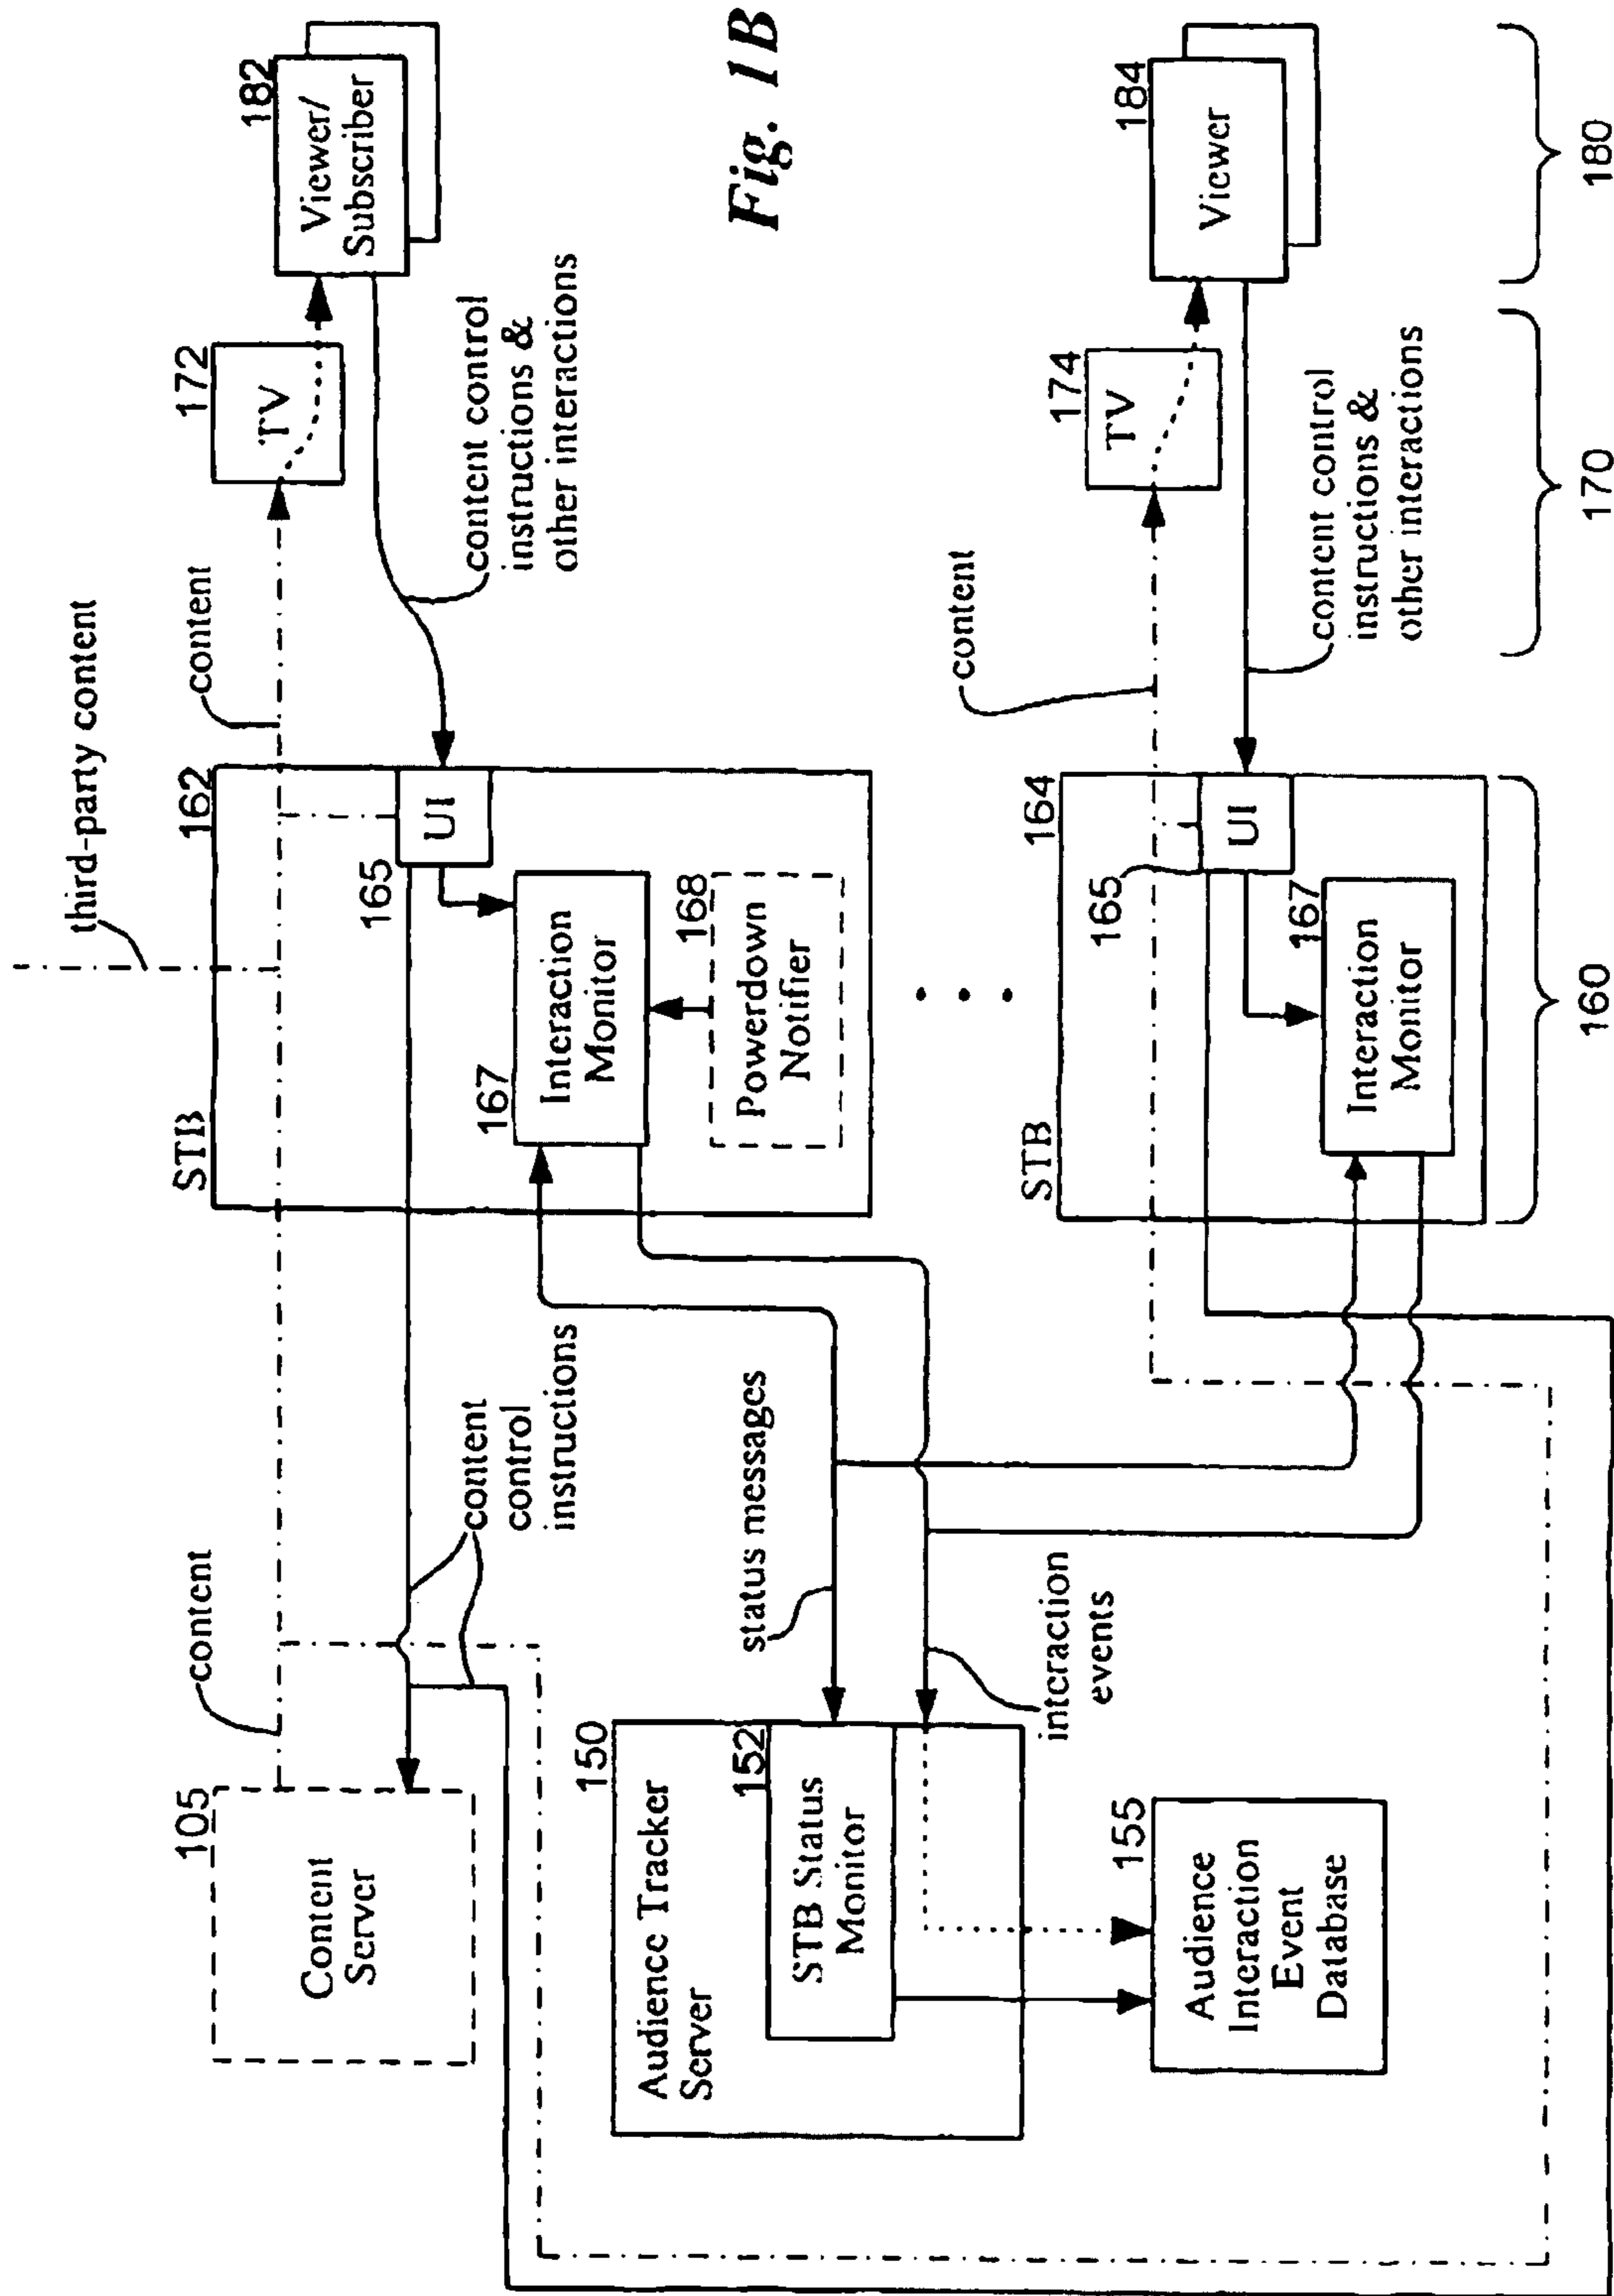 third-party content
content
content
105
Content
Server
content
control
instructions
STB
162
165
UI
167
Interaction
Monitor
168
Powerdown
Notifier
172
TV
182
Viewer/
Subscriber
content control
instructions &
other interactions
Fig. 1B
150
Audience Tracker
Server
152
STB Status
Monitor
status messages
interaction
events
155
Audience
Interaction
Event
Database
content
STB
164
165
UI
167
Interaction
Monitor
174
TV
184
Viewer
content control
instructions &
other interactions
160
170
180